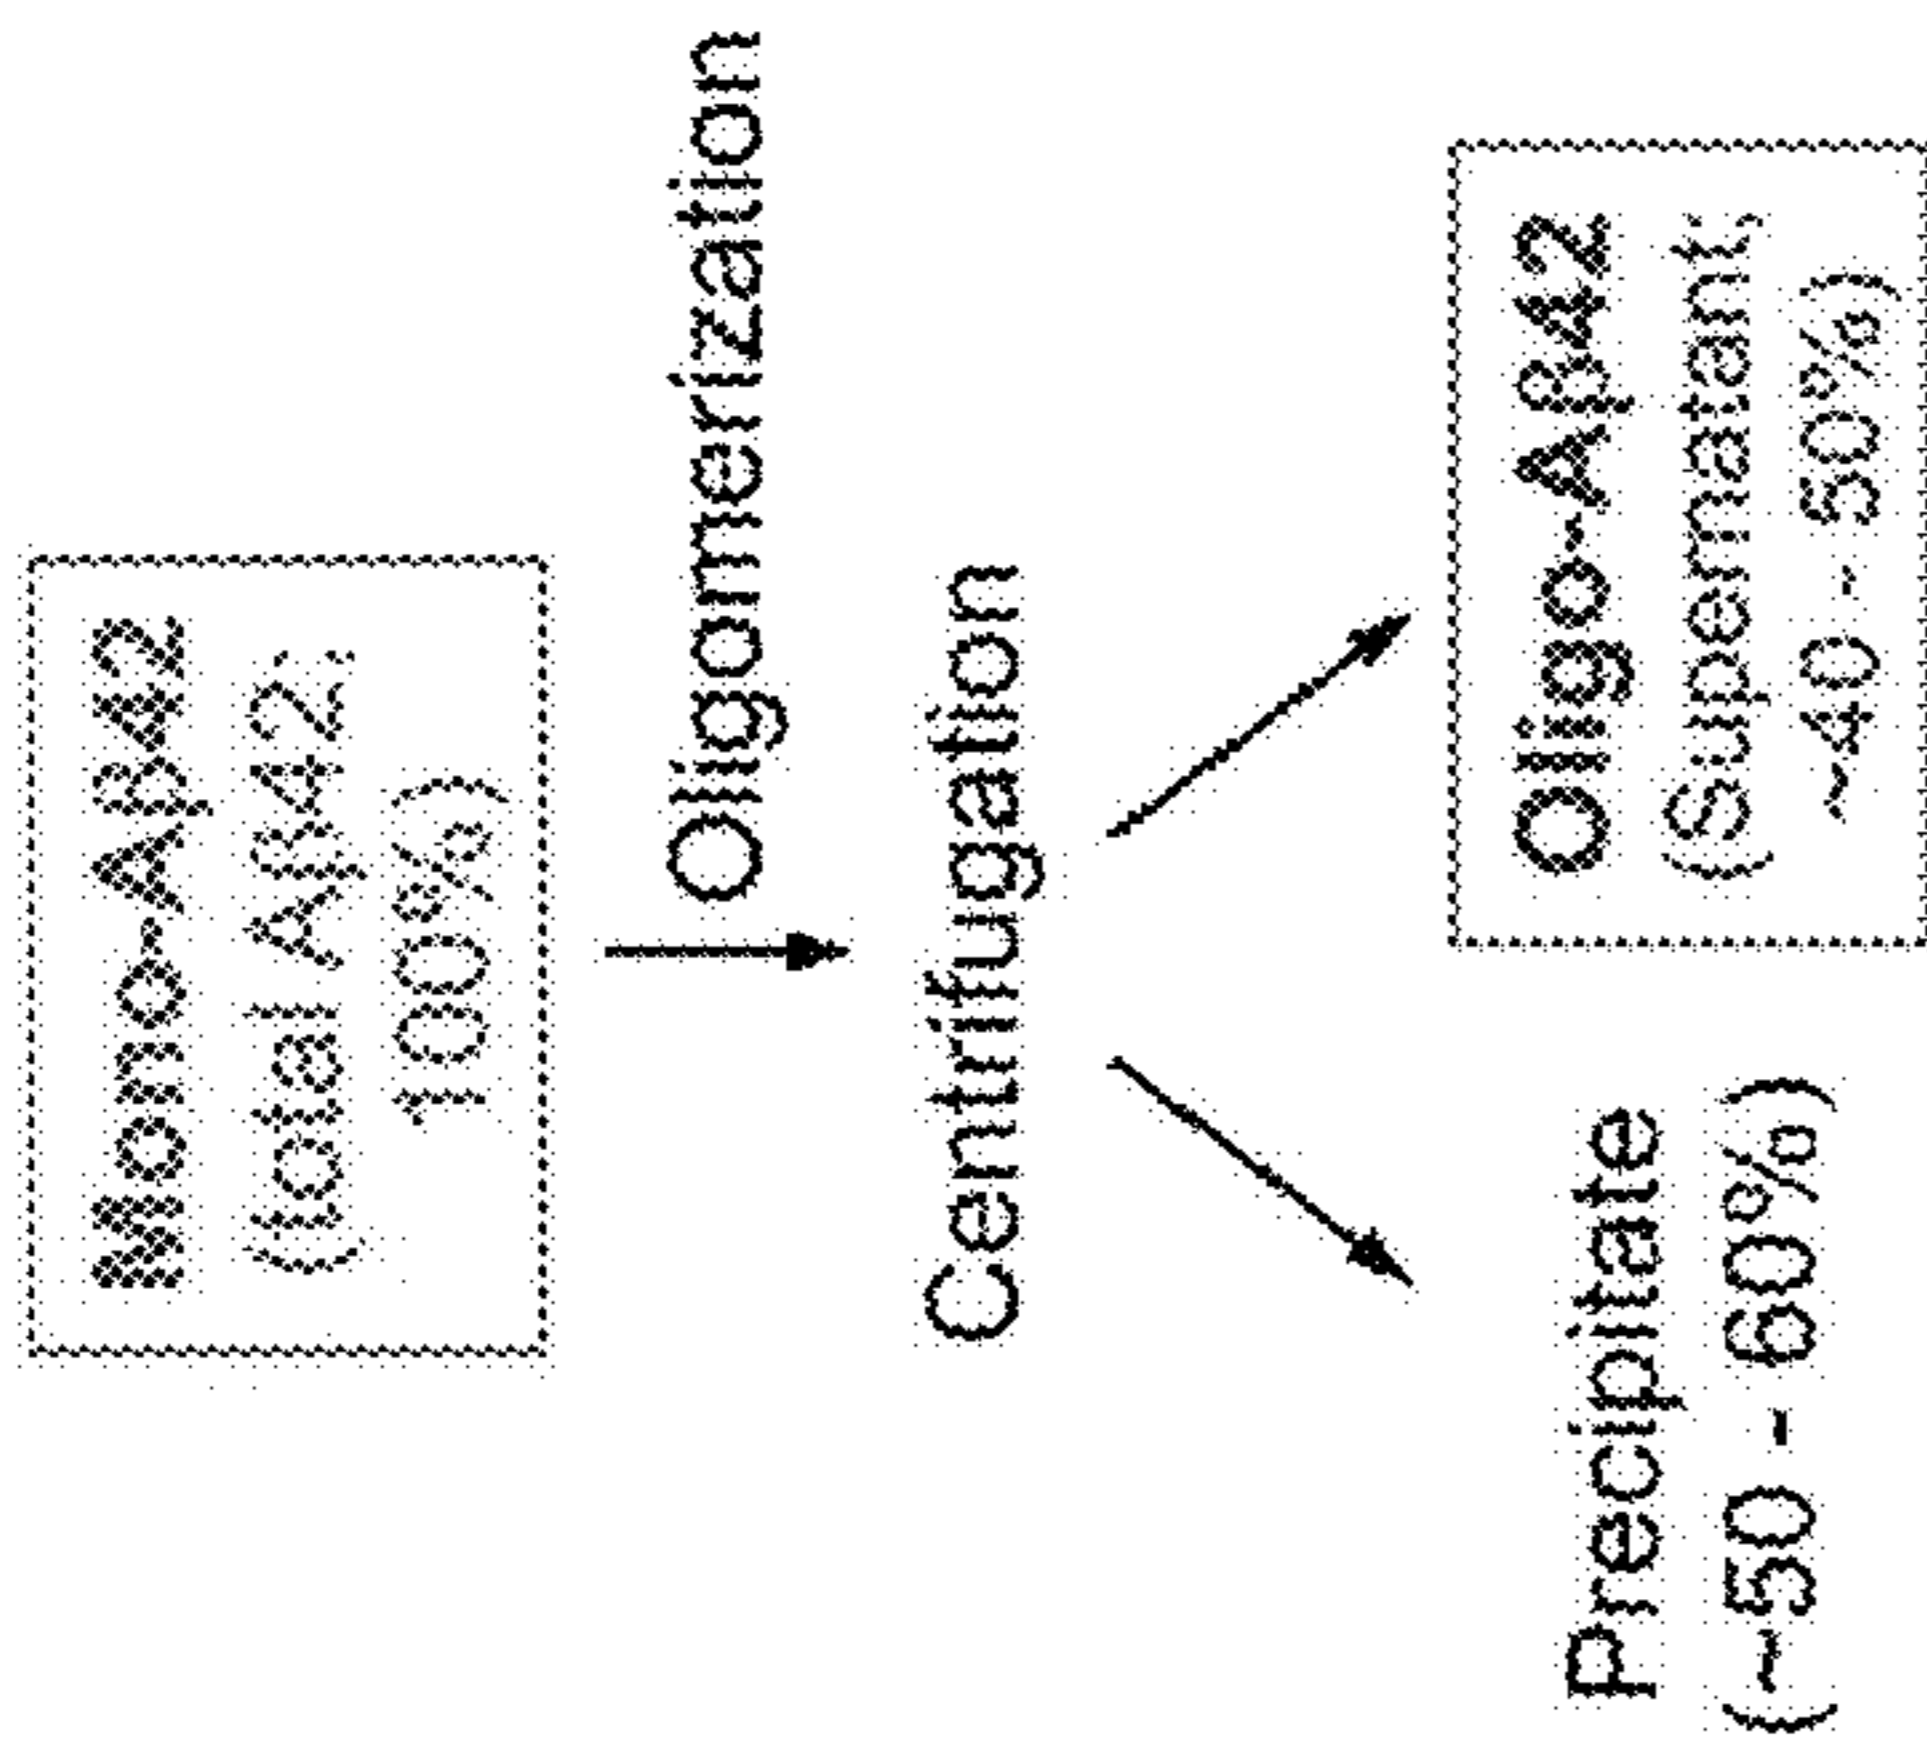 Mono-Aβ42
(total Aβ42;
100%)
Oligomerization
Centrifugation
Precipitate
(~50 - 60%)
Oligo-Aβ42
(Supernatant;
~40 - 50%)